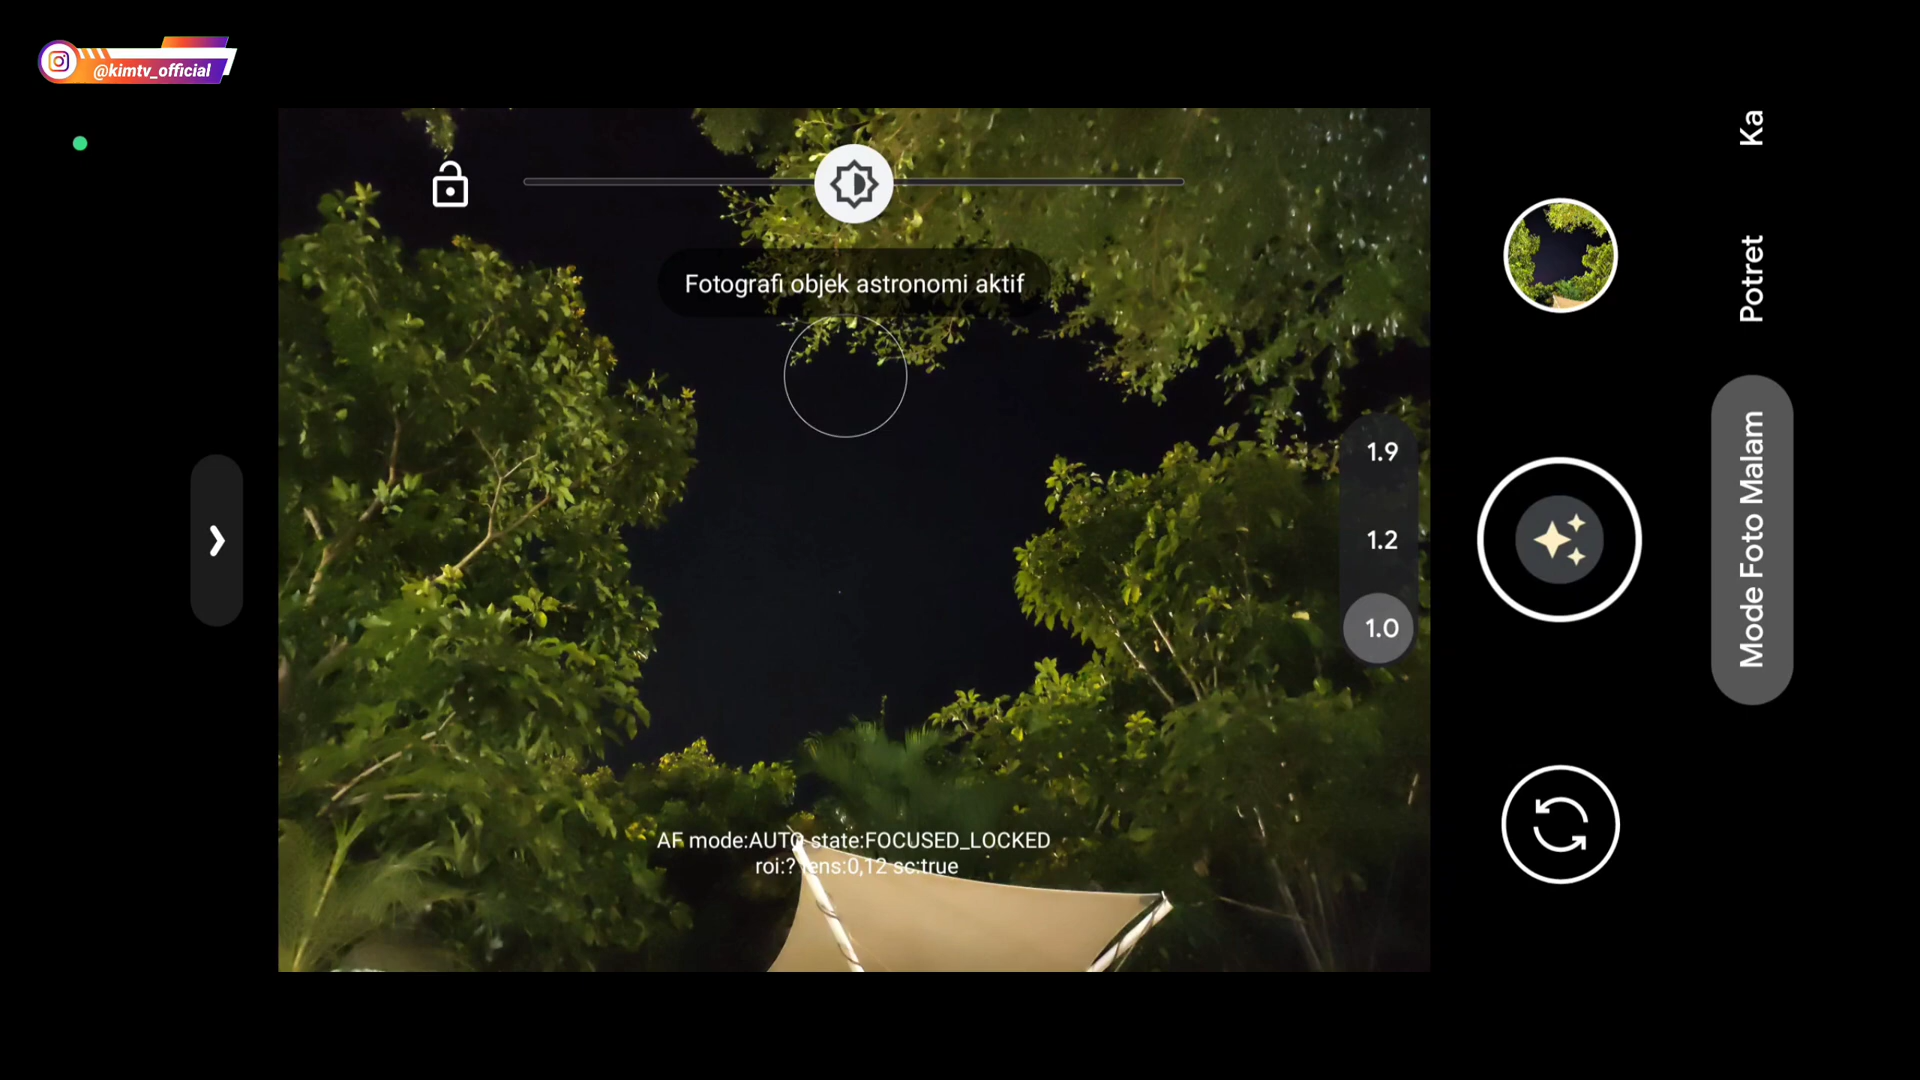 @kimtv_official
Fotografi objek astronomi aktif
1.9
1.2
1.0
AF mode:AUTO state:FOCUSED_LOCKED
roi:? lens:0,12 sc:true
Ka
Potret
Mode Foto Malam